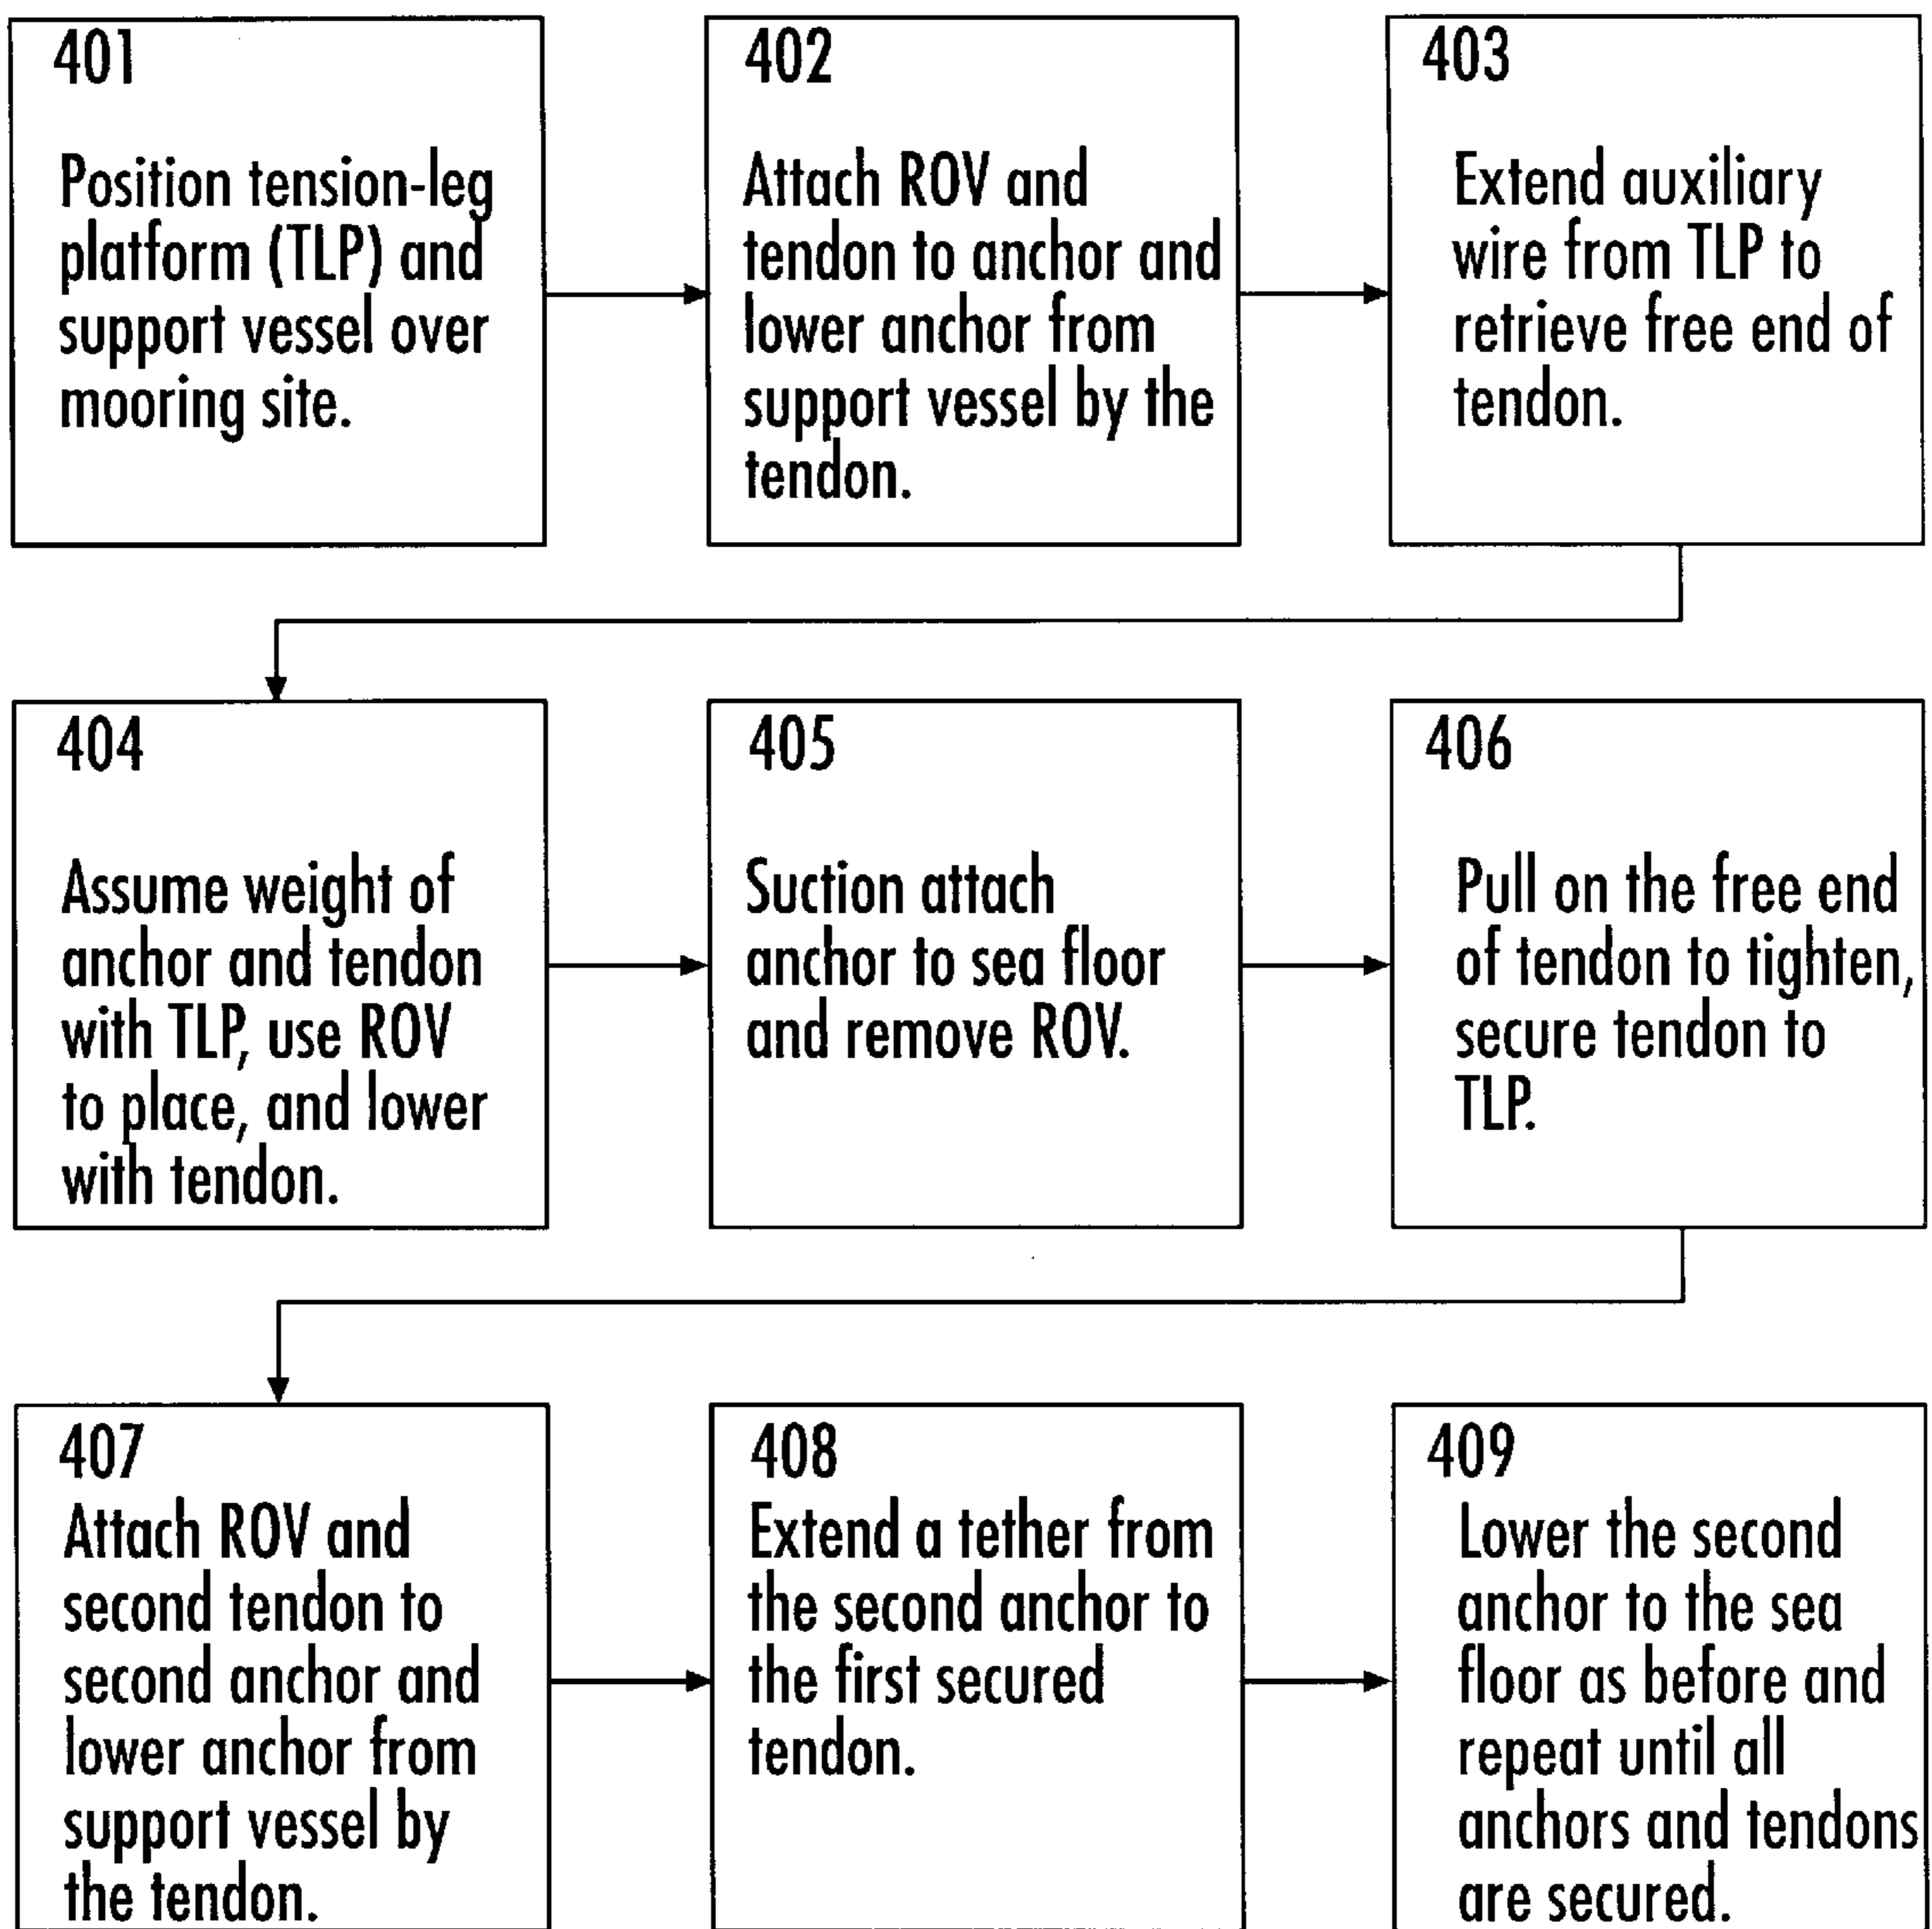 401
Position tension-leg
platform (TLP) and
support vessel over
mooring site.
402
Attach ROV and
tendon to anchor and
lower anchor from
support vessel by the
tendon.
403
Extend auxiliary
wire from TLP to
retrieve free end of
tendon.
404
Assume weight of
anchor and tendon
with TLP, use ROV
to place, and lower
with tendon.
405
Suction attach
anchor to sea floor
and remove ROV.
406
Pull on the free end
of tendon to tighten,
secure tendon to
TLP.
407
Attach ROV and
second tendon to
second anchor and
lower anchor from
support vessel by
the tendon.
408
Extend a tether from
the second anchor to
the first secured
tendon.
409
Lower the second
anchor to the sea
floor as before and
repeat until all
anchors and tendons
are secured.